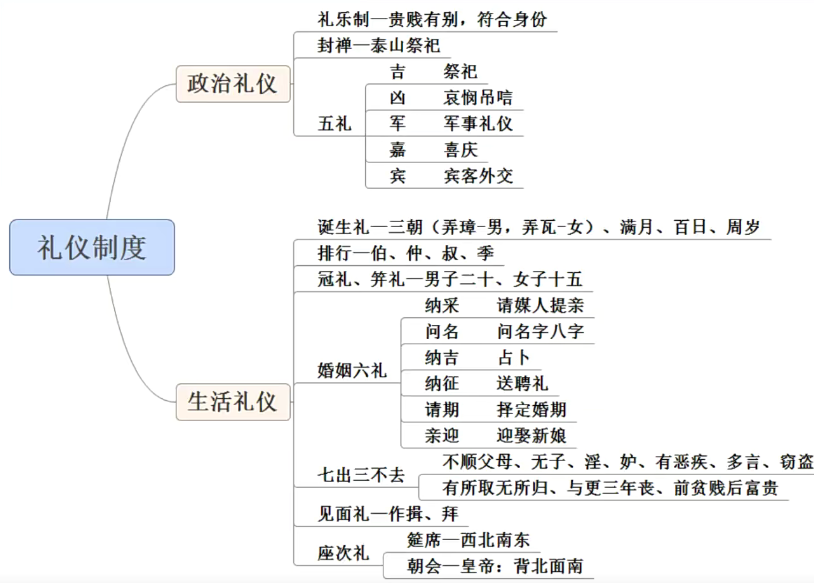 礼仪制度
政治礼仪
礼乐制—贵贱有别，符合身份
封禅—泰山祭祀
五礼
吉 祭祀
凶 哀悯吊唁
军 军事礼仪
嘉 喜庆
宾 宾客外交
生活礼仪
诞生礼—三朝（弄璋-男，弄瓦-女）、满月、百日、周岁
排行—伯、仲、叔、季
冠礼、笄礼—男子二十、女子十五
婚姻六礼
纳采 请媒人提亲
问名 问名字八字
纳吉 占卜
纳征 送聘礼
请期 择定婚期
亲迎 迎娶新娘
七出三不去
不顺父母、无子、淫、妒、有恶疾、多言、窃盗
有所取无所归、与更三年丧、前贫贱后富贵
见面礼—作揖、拜
座次礼
筵席—西北南东
朝会—皇帝：背北面南